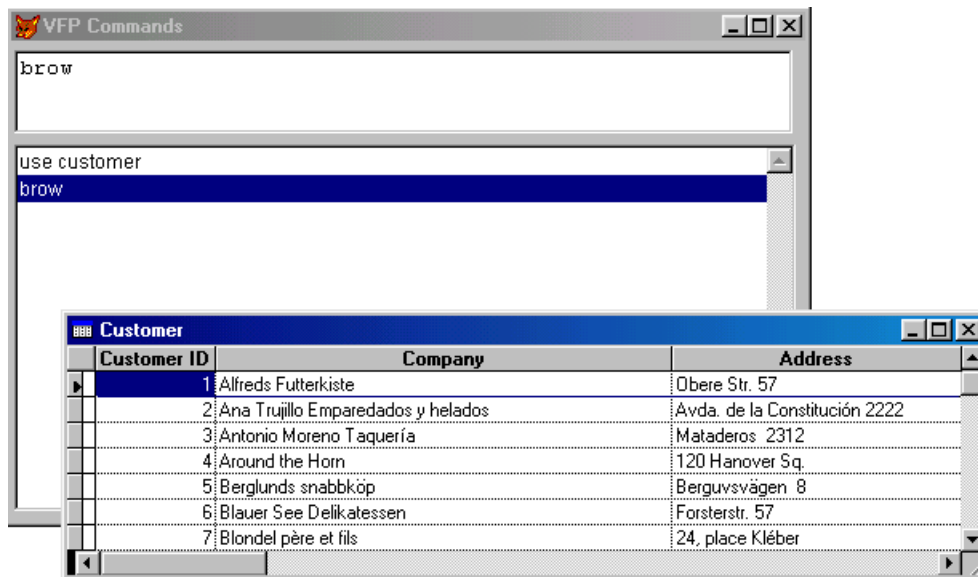 VFP Commands
brow
use customer
brow
Customer
Customer ID Company Address
1 Alfreds Futterkiste Obere Str. 57
2 Ana Trujillo Emparedados y helados Avda. de la Constitución 2222
3 Antonio Moreno Taquería Mataderos 2312
4 Around the Horn 120 Hanover Sq.
5 Berglunds snabbköp Berguvsvägen 8
6 Blauer See Delikatessen Forsterstr. 57
7 Blondel père et fils 24, place Kléber